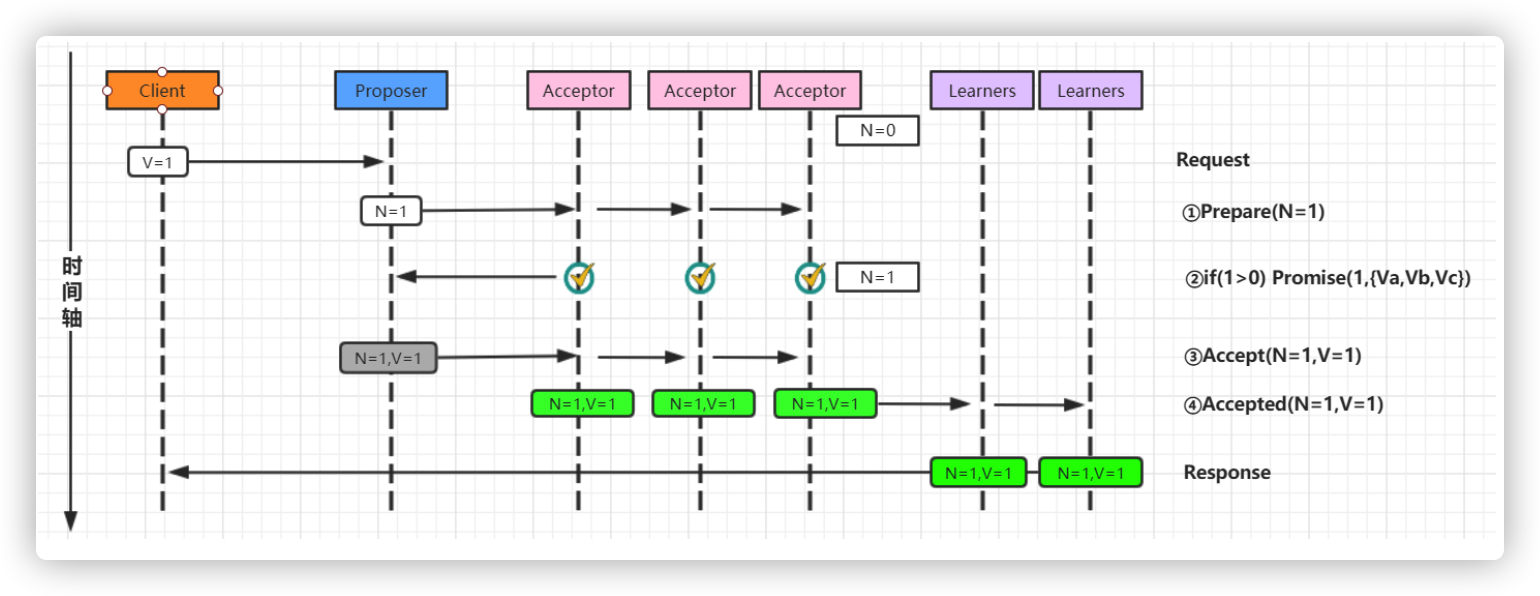 Client
Proposer
Acceptor
Acceptor
Acceptor
Learners
Learners
N=0
V=1
Request
N=1
①Prepare(N=1)
时间轴
N=1
②if(1>0) Promise(1,{Va,Vb,Vc})
N=1,V=1
③Accept(N=1,V=1)
N=1,V=1
N=1,V=1
N=1,V=1
④Accepted(N=1,V=1)
N=1,V=1
N=1,V=1
Response